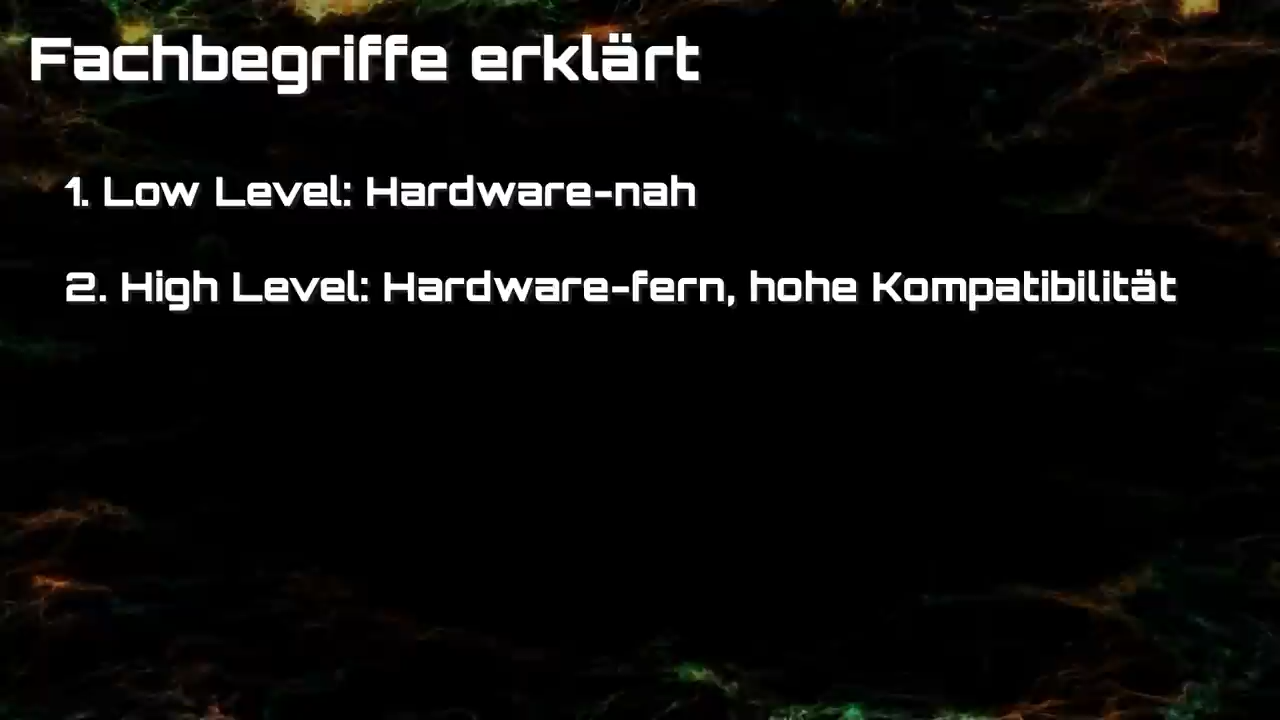 Fachbegriffe erklärt
1. Low Level: Hardware-nah
2. High Level: Hardware-fern, hohe Kompatibilität